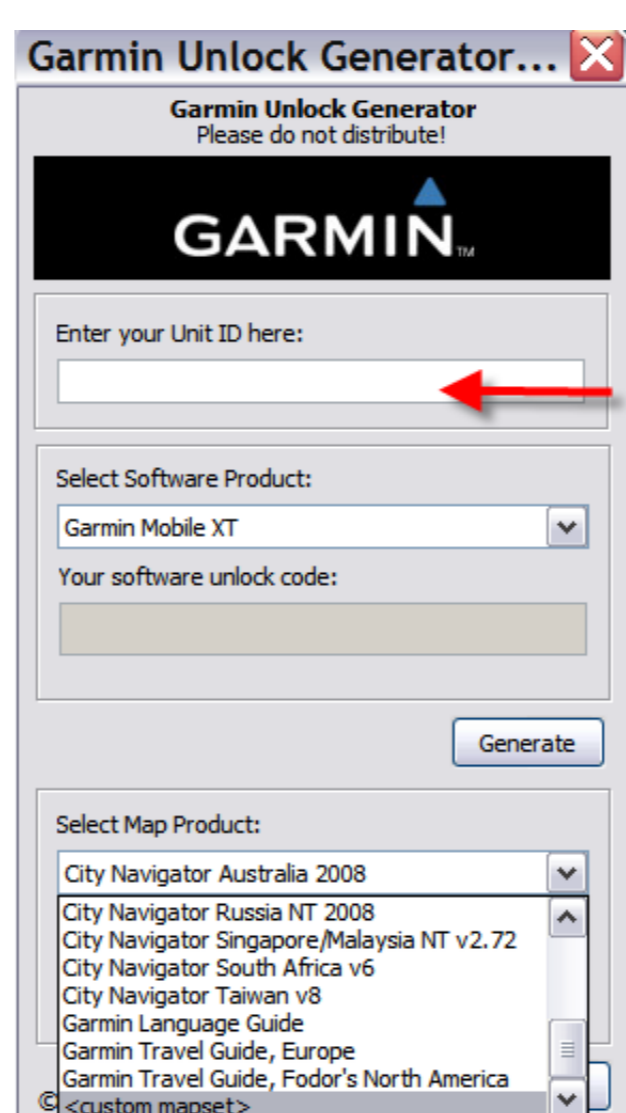 Garmin Unlock Generator...
Garmin Unlock Generator
Please do not distribute!
GARMIN™
Enter your Unit ID here:
Select Software Product:
Garmin Mobile XT
Your software unlock code:
Generate
Select Map Product:
City Navigator Australia 2008
City Navigator Russia NT 2008
City Navigator Singapore/Malaysia NT v2.72
City Navigator South Africa v6
City Navigator Taiwan v8
Garmin Language Guide
Garmin Travel Guide, Europe
Garmin Travel Guide, Fodor's North America
©
<custom mapset>